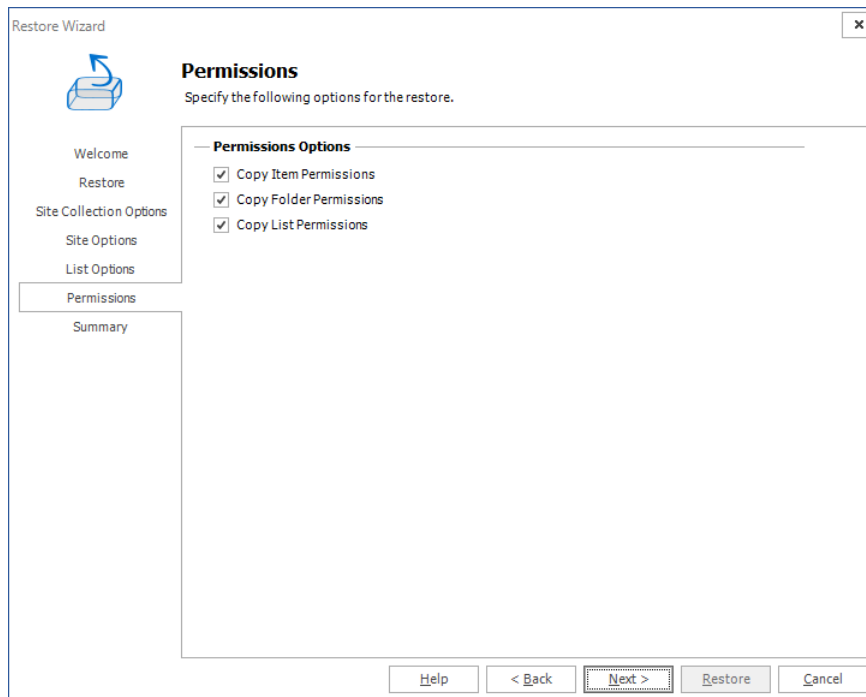 Restore Wizard
Permissions
Specify the following options for the restore.
Welcome
Restore
Site Collection Options
Site Options
List Options
Permissions
Summary
Permissions Options
Copy Item Permissions
Copy Folder Permissions
Copy List Permissions
Help
< Back
Next >
Restore
Cancel